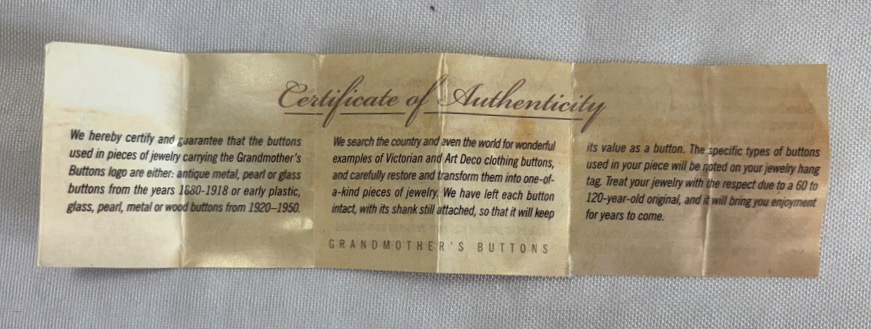 Certificate of Authenticity
We hereby certify and guarantee that the buttons
used in pieces of jewelry carrying the Grandmother's
Buttons logo are either: antique metal, pearl or glass
buttons from the years 1880-1918 or early plastic,
glass, pearl, metal or wood buttons from 1920–1950.
We search the country and even the world for wonderful
examples of Victorian and Art Deco clothing buttons,
and carefully restore and transform them into one-of-
a-kind pieces of jewelry. We have left each button
intact, with its shank still attached, so that it will keep
its value as a button. The specific types of buttons
used in your piece will be noted on your jewelry hang
tag. Treat your jewelry with the respect due to a 60 to
120-year-old original, and it will bring you enjoyment
for years to come.
GRANDMOTHER'S BUTTONS